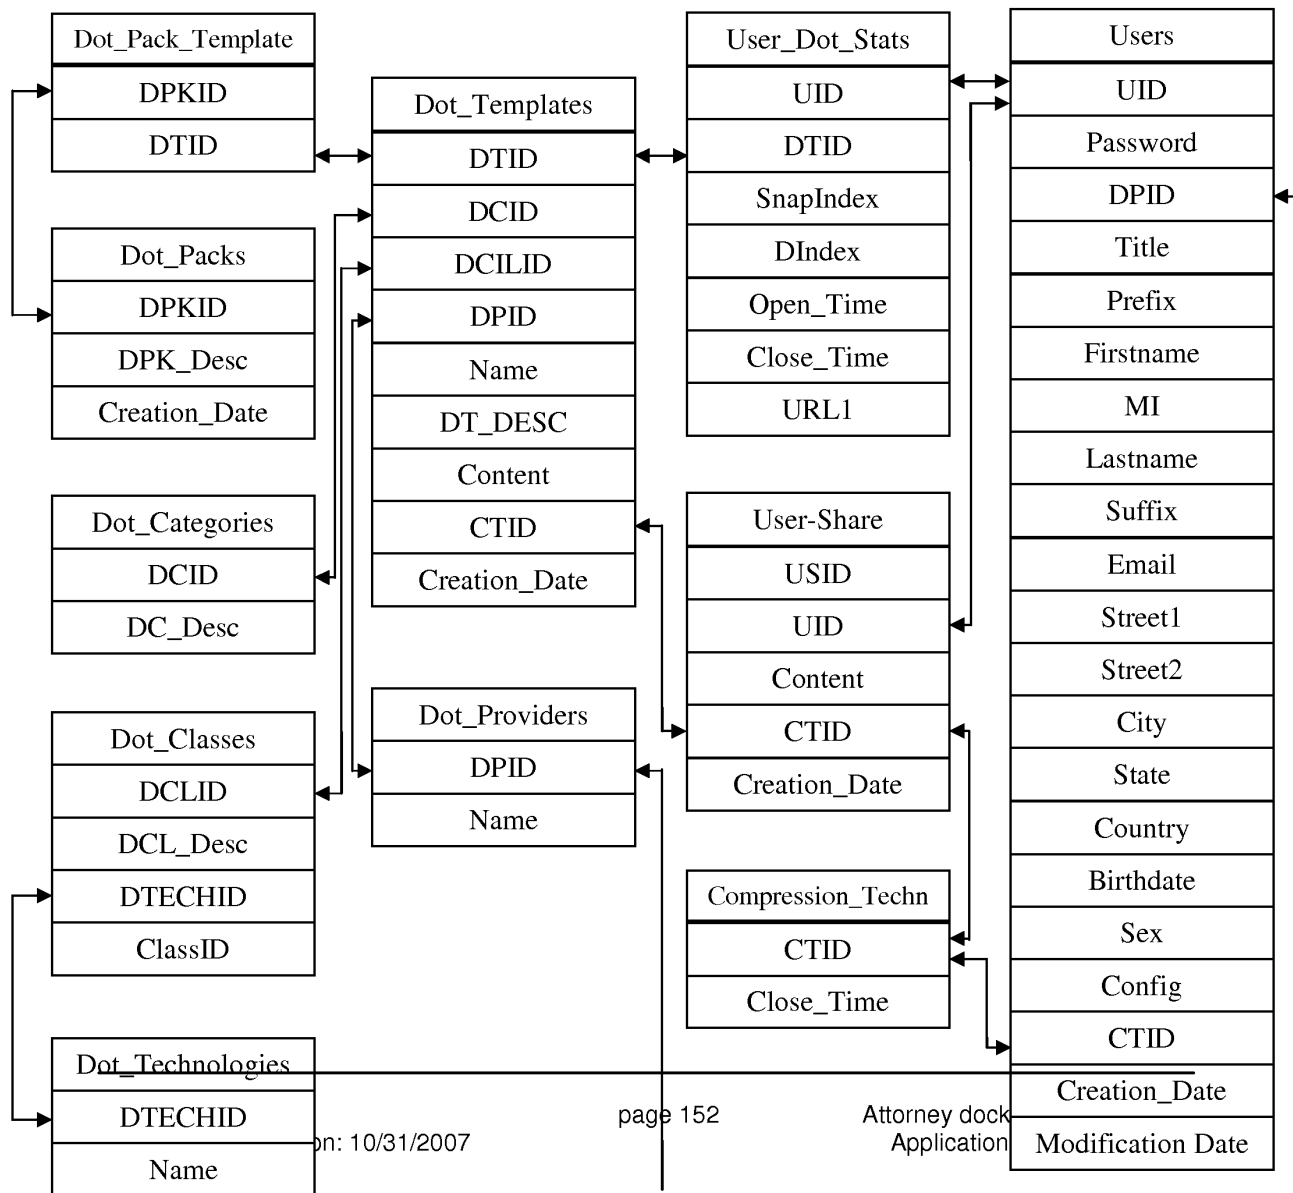 Dot_Pack_Template
DPKID
DTID
Dot_Packs
DPKID
DPK_Desc
Creation_Date
Dot_Categories
DCID
DC_Desc
Dot_Classes
DCLID
DCL_Desc
DTECHID
ClassID
Dot_Technologies
DTECHID
Name
Dot_Templates
DTID
DCID
DCILID
DPID
Name
DT_DESC
Content
CTID
Creation_Date
Dot_Providers
DPID
Name
User_Dot_Stats
UID
DTID
SnapIndex
DIndex
Open_Time
Close_Time
URL1
User-Share
USID
UID
Content
CTID
Creation_Date
Compression_Techn
CTID
Close_Time
Users
UID
Password
DPID
Title
Prefix
Firstname
MI
Lastname
Suffix
Email
Street1
Street2
City
State
Country
Birthdate
Sex
Config
CTID
Creation_Date
Modification Date
page 152
Attorney dock
on: 10/31/2007
Application